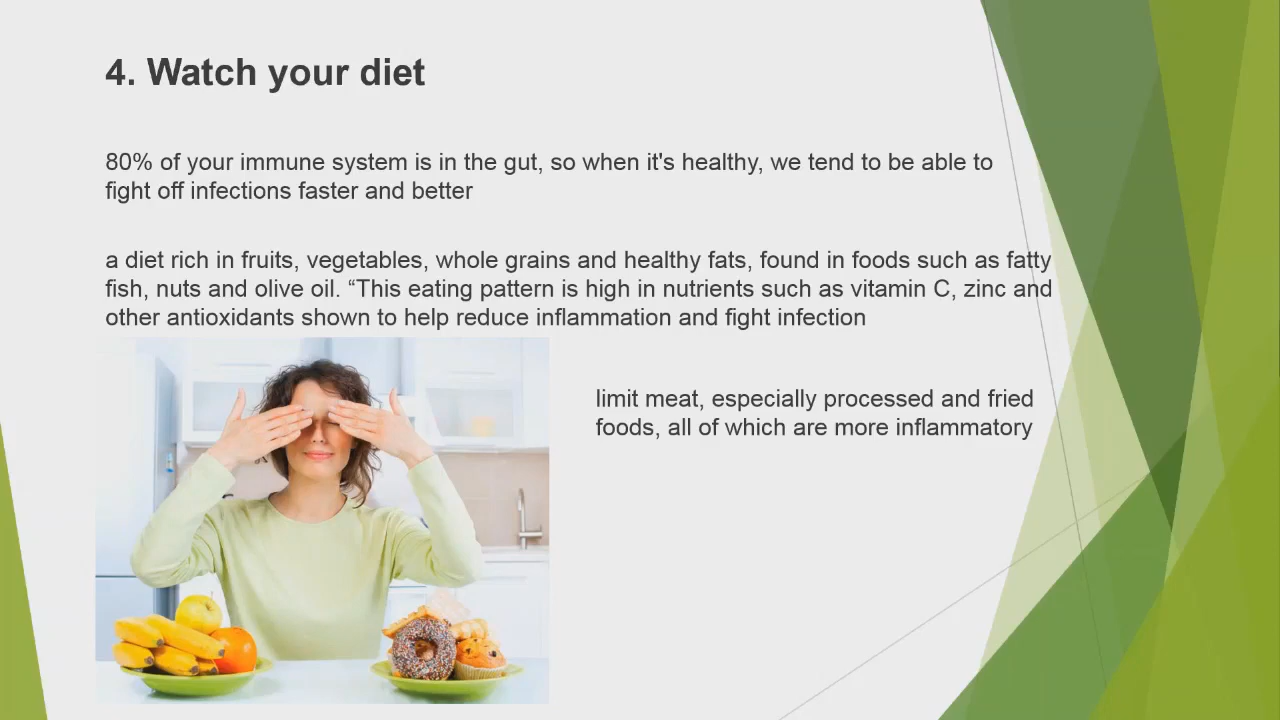 4. Watch your diet
80% of your immune system is in the gut, so when it's healthy, we tend to be able to
fight off infections faster and better
a diet rich in fruits, vegetables, whole grains and healthy fats, found in foods such as fatty
fish, nuts and olive oil. “This eating pattern is high in nutrients such as vitamin C, zinc and
other antioxidants shown to help reduce inflammation and fight infection
limit meat, especially processed and fried
foods, all of which are more inflammatory